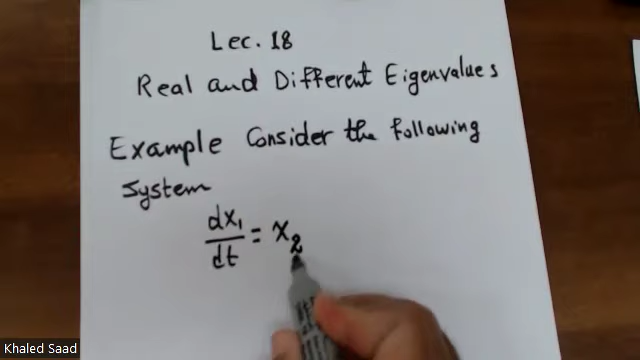 Lec. 18
Real and Different Eigenvalues
Example Consider the following
System
dx₁/dt = x₂
Khaled Saad